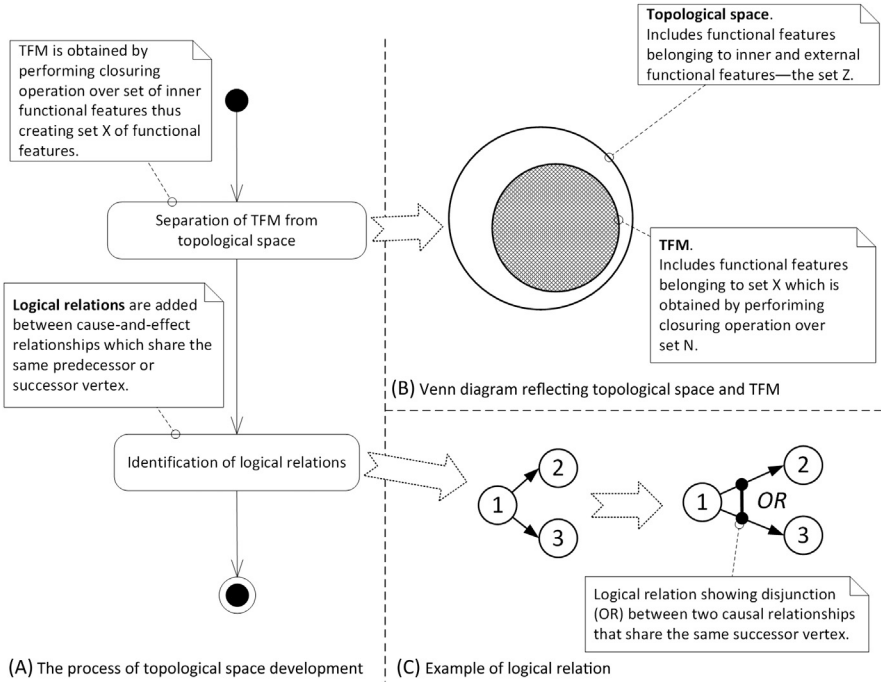 TFM is obtained by
performing closuring
operation over set of inner
functional features thus
creating set X of functional
features.
Separation of TFM from
topological space
Logical relations are added
between cause-and-effect
relationships which share the
same predecessor or
successor vertex.
Identification of logical relations
(A) The process of topological space development
Topological space.
Includes functional features
belonging to inner and external
functional features—the set Z.
TFM.
Includes functional features
belonging to set X which is
obtained by performiming
closuring operation over
set N.
(B) Venn diagram reflecting topological space and TFM
1
2
3
1
2
3
OR
Logical relation showing disjunction
(OR) between two causal relationships
that share the same successor vertex.
(C) Example of logical relation